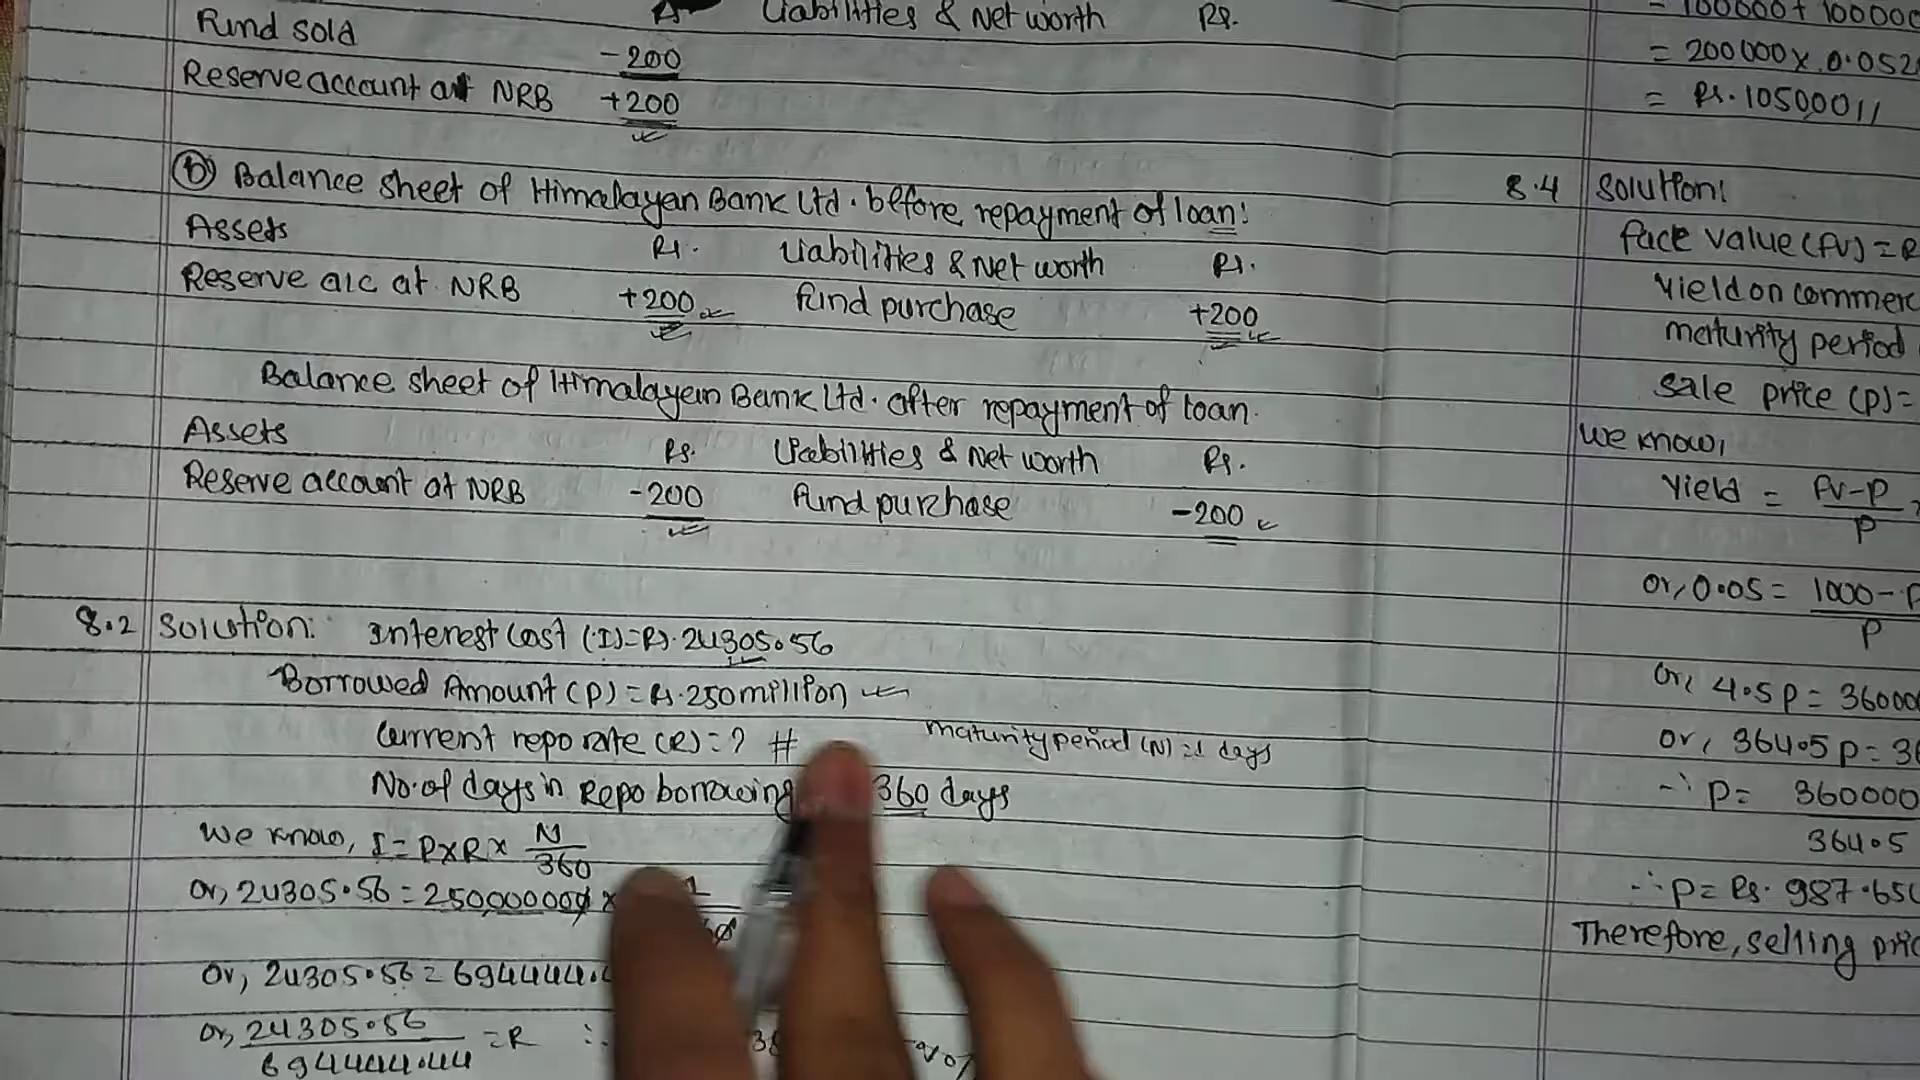 Liabilities & Net worth Rs.
Fund sold -200
Reserve account at NRB +200
(b) Balance sheet of Himalayan Bank Ltd. before repayment of loan:
Assets Rs. Liabilities & Net worth Rs.
Reserve a/c at NRB +200 fund purchase +200
Balance sheet of Himalayan Bank Ltd. after repayment of loan.
Assets Rs. Liabilities & Net worth Rs.
Reserve account at NRB -200 fund purchase -200
8.2 Solution: Interest Cost (I)=Rs.24305.56
Borrowed Amount (P) = Rs.250 million
Current repo rate (R) = ? # maturity period (N) = 1 days
No. of days in Repo borrowing 360 days
We know, I = P×R× N/360
Or, 24305.56 = 250,000000 ×
Or, 24305.56 = 694444.
Or, 24305.56/694444.44 = R ∴
= 100000 + 100000
= 200000 × 0.052
= Rs. 1050001/
8.4 Solution:
face value (fv) = R
Yield on commerc
maturity period
sale price (p) =
We know,
Yield = fv-p/p
or, 0.05 = 1000-P/P
Or, 4.5p = 36000
or, 364.5p = 36
∴ p = 360000/364.5
∴ p = Rs. 987.65
Therefore, selling pric